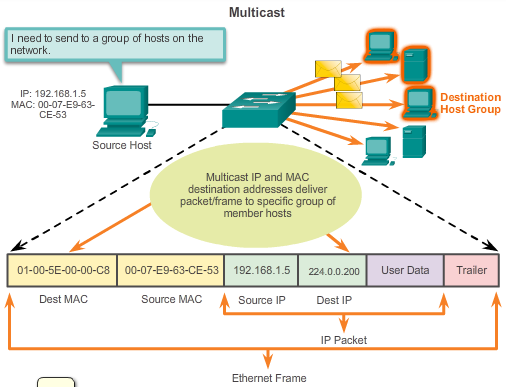 Multicast
I need to send to a group of hosts on the
network.
IP: 192.168.1.5
MAC: 00-07-E9-63-
CE-53
Source Host
Destination
Host Group
Multicast IP and MAC
destination addresses deliver
packet/frame to specific group of
member hosts
01-00-5E-00-00-C8 00-07-E9-63-CE-53 192.168.1.5 224.0.0.200 User Data Trailer
Dest MAC Source MAC Source IP Dest IP
IP Packet
Ethernet Frame